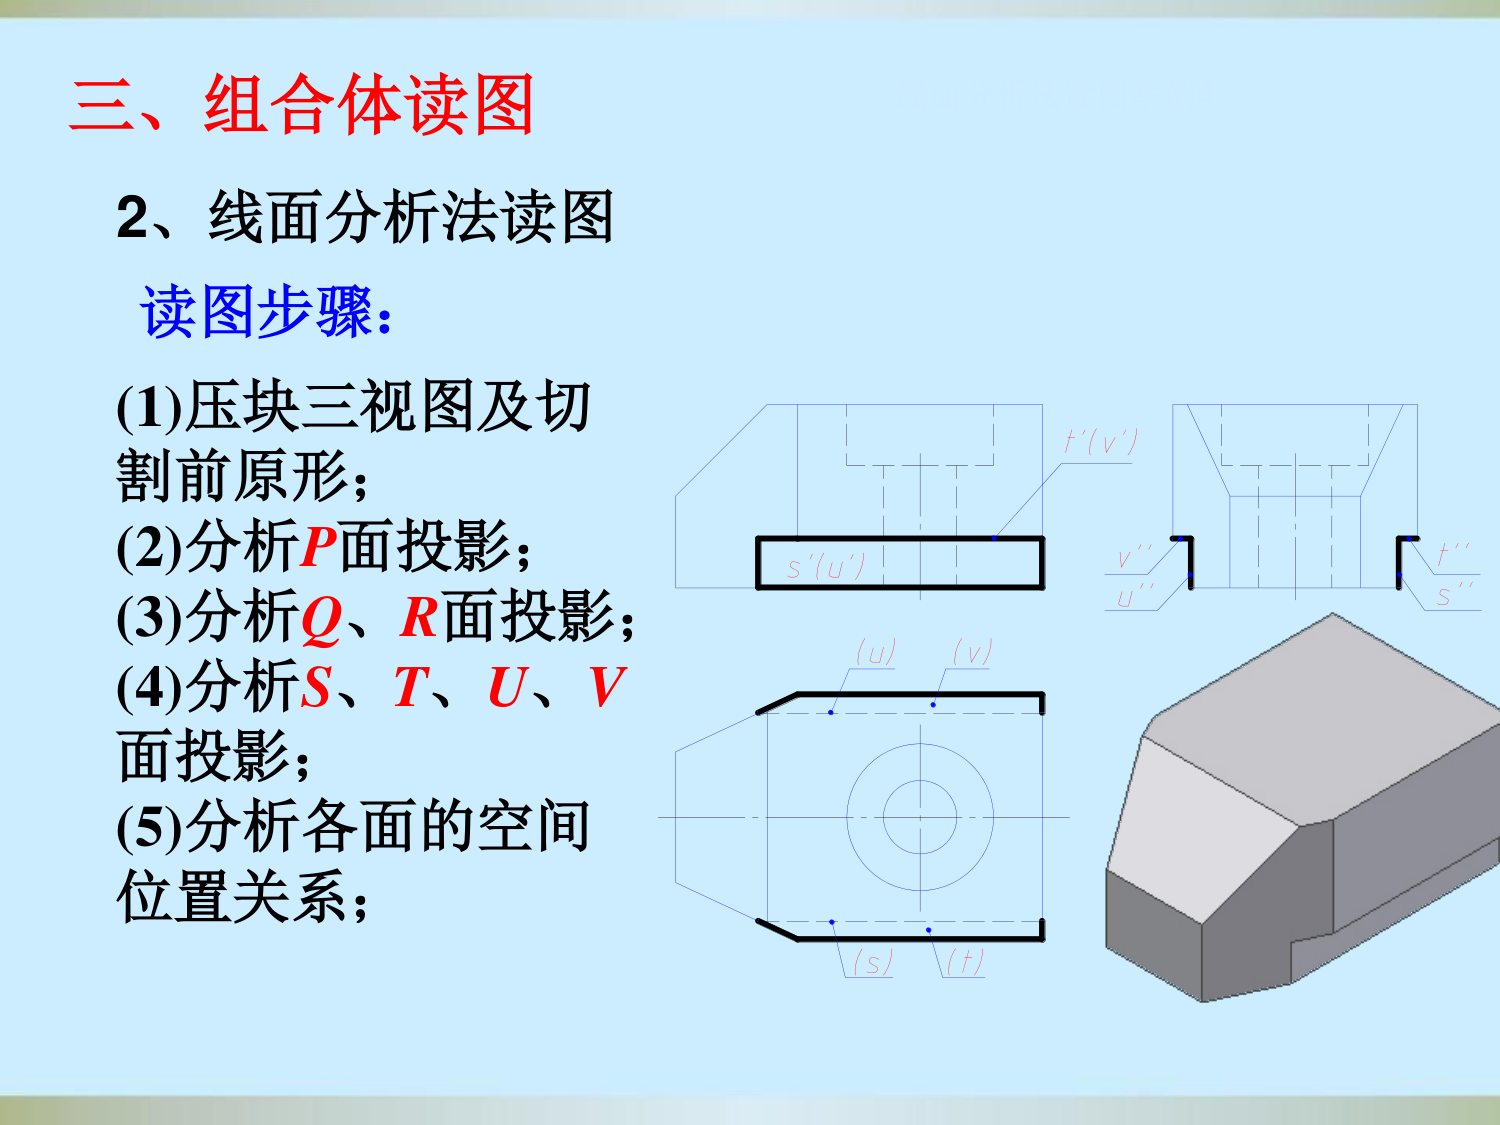 三、组合体读图
2、线面分析法读图
读图步骤：
(1)压块三视图及切
割前原形；
(2)分析P面投影；
(3)分析Q、R面投影；
(4)分析S、T、U、V
面投影；
(5)分析各面的空间
位置关系；
t′(v′)
s′(u′)
v′′
u′′
t′′
s′′
(u)
(v)
(s)
(t)